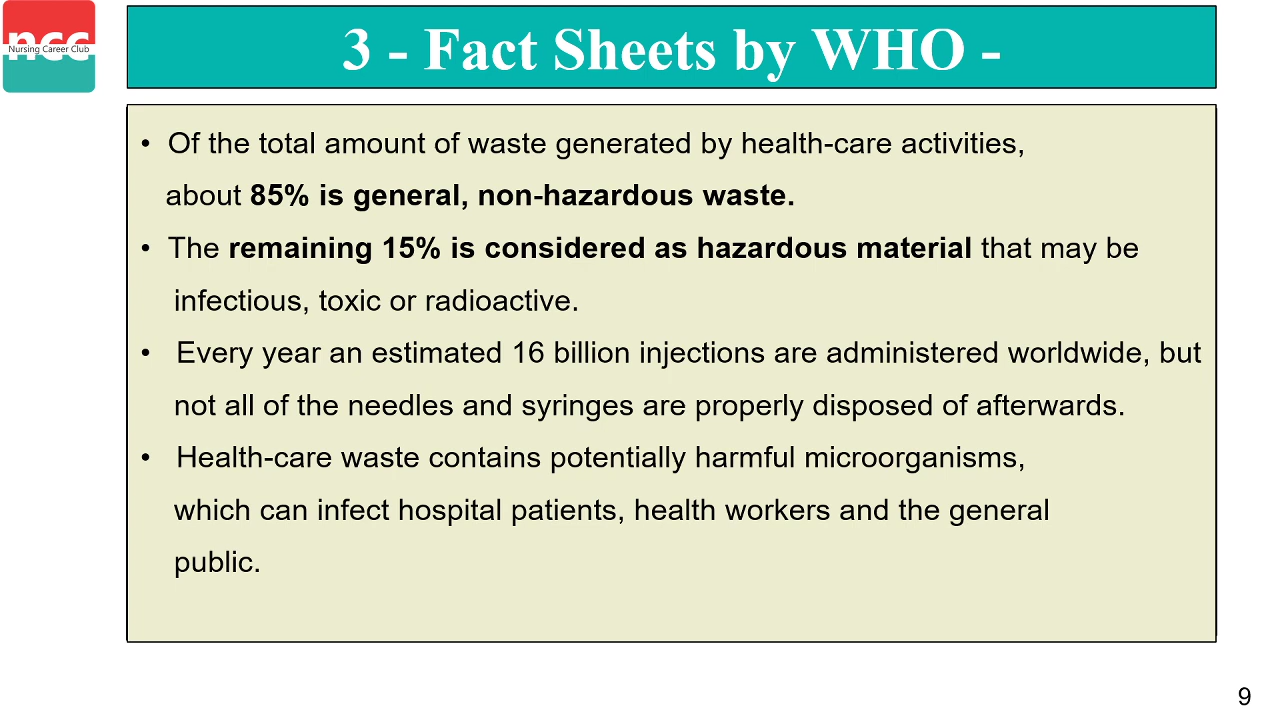 ncc
Nursing Career Club
3 - Fact Sheets by WHO -
• Of the total amount of waste generated by health-care activities,
about 85% is general, non-hazardous waste.
• The remaining 15% is considered as hazardous material that may be
infectious, toxic or radioactive.
• Every year an estimated 16 billion injections are administered worldwide, but
not all of the needles and syringes are properly disposed of afterwards.
• Health-care waste contains potentially harmful microorganisms,
which can infect hospital patients, health workers and the general
public.
9